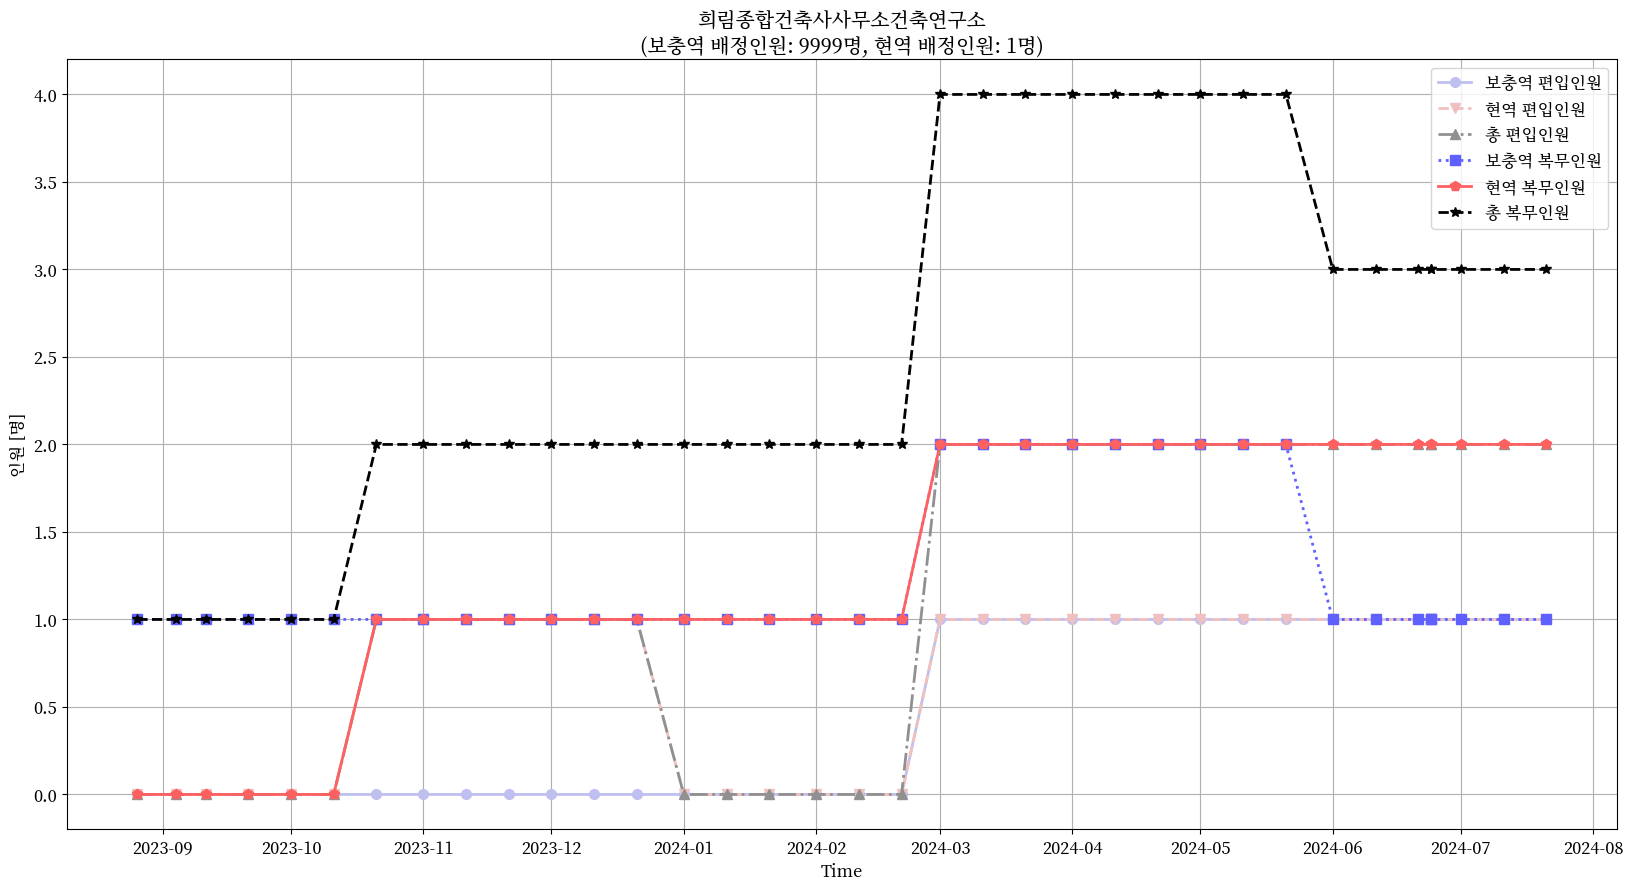 희림종합건축사사무소건축연구소
(보충역 배정인원: 9999명, 현역 배정인원: 1명)
보충역 편입인원
현역 편입인원
총 편입인원
보충역 복무인원
현역 복무인원
총 복무인원
인원 [명]
4.0
3.5
3.0
2.5
2.0
1.5
1.0
0.5
0.0
2023-09 2023-10 2023-11 2023-12 2024-01 2024-02 2024-03 2024-04 2024-05 2024-06 2024-07 2024-08
Time